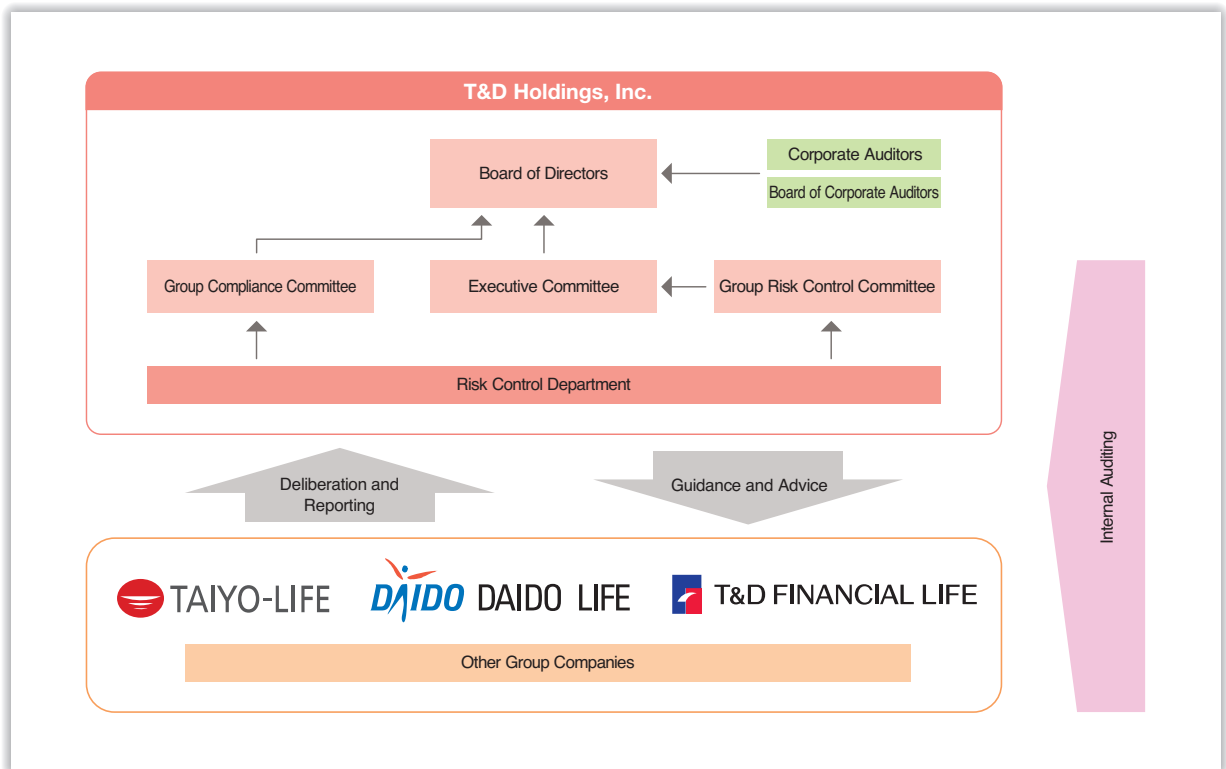 T&D Holdings, Inc.
Board of Directors
Corporate Auditors
Board of Corporate Auditors
Group Compliance Committee
Executive Committee
Group Risk Control Committee
Risk Control Department
Deliberation and
Reporting
Guidance and Advice
Internal Auditing
TAIYO-LIFE
DAIDO DAIDO LIFE
T&D FINANCIAL LIFE
Other Group Companies